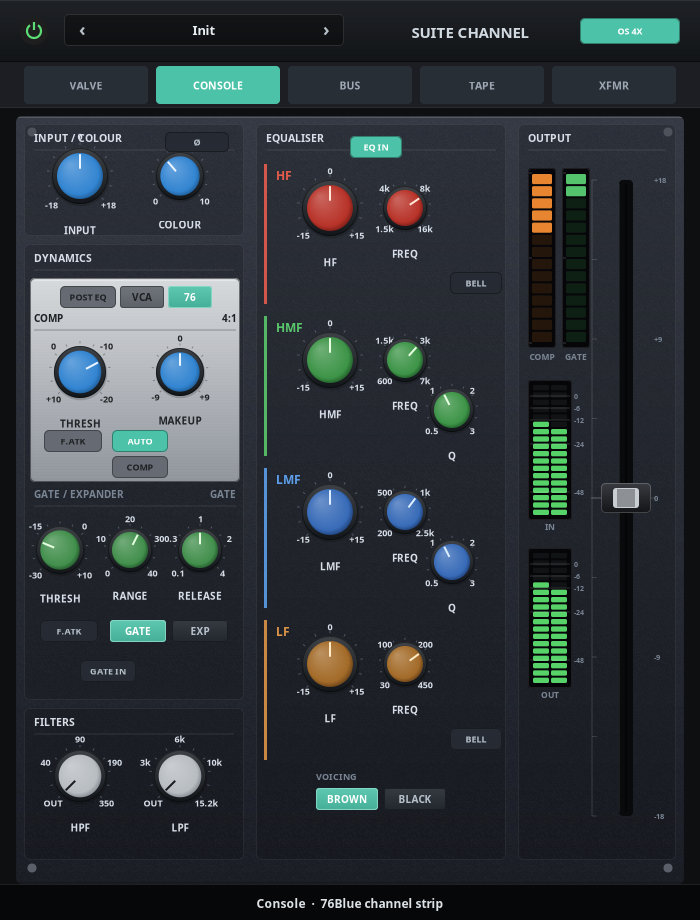 ‹ Init › SUITE CHANNEL OS 4X
VALVE CONSOLE BUS TAPE XFMR
INPUT / COLOUR Ø
0
-18 +18 0 10
INPUT COLOUR
DYNAMICS
POST EQ VCA 76
COMP 4:1
0 -10 0
+10 -20 -9 +9
THRESH MAKEUP
F.ATK AUTO
COMP
GATE / EXPANDER GATE
-15 0 10 20 30 0.3 1 2
-30 +10 0 40 0.1 4
THRESH RANGE RELEASE
F.ATK GATE EXP
GATE IN
FILTERS
40 90 190 3k 6k 10k
OUT 350 OUT 15.2k
HPF LPF
EQUALISER EQ IN
HF 0 4k 8k
-15 +15 1.5k 16k
HF FREQ
BELL
HMF 0 1.5k 3k
-15 +15 600 7k
HMF FREQ
1 2
0.5 3
Q
LMF 0 500 1k
-15 +15 200 2.5k
LMF FREQ
1 2
0.5 3
Q
LF 0 100 200
-15 +15 30 450
LF FREQ
BELL
VOICING
BROWN BLACK
OUTPUT
COMP GATE
0
-6
-12
-24
-48
IN
0
-6
-12
-24
-48
OUT
+18
+9
0
-9
-18
Console · 76Blue channel strip